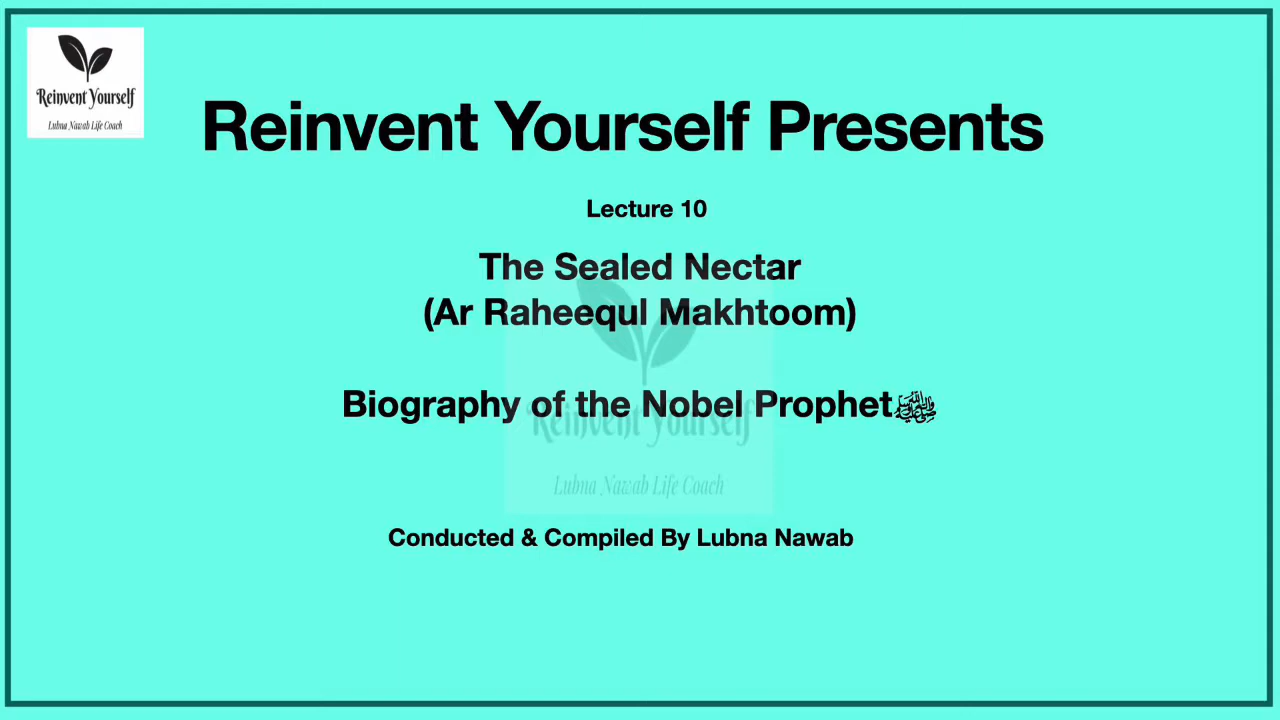 Reinvent Yourself
Lubna Nawab Life Coach
Reinvent Yourself Presents
Lecture 10
The Sealed Nectar
(Ar Raheequl Makhtoom)
Biography of the Nobel Prophetﷺ
Reinvent Yourself
Lubna Nawab Life Coach
Conducted & Compiled By Lubna Nawab